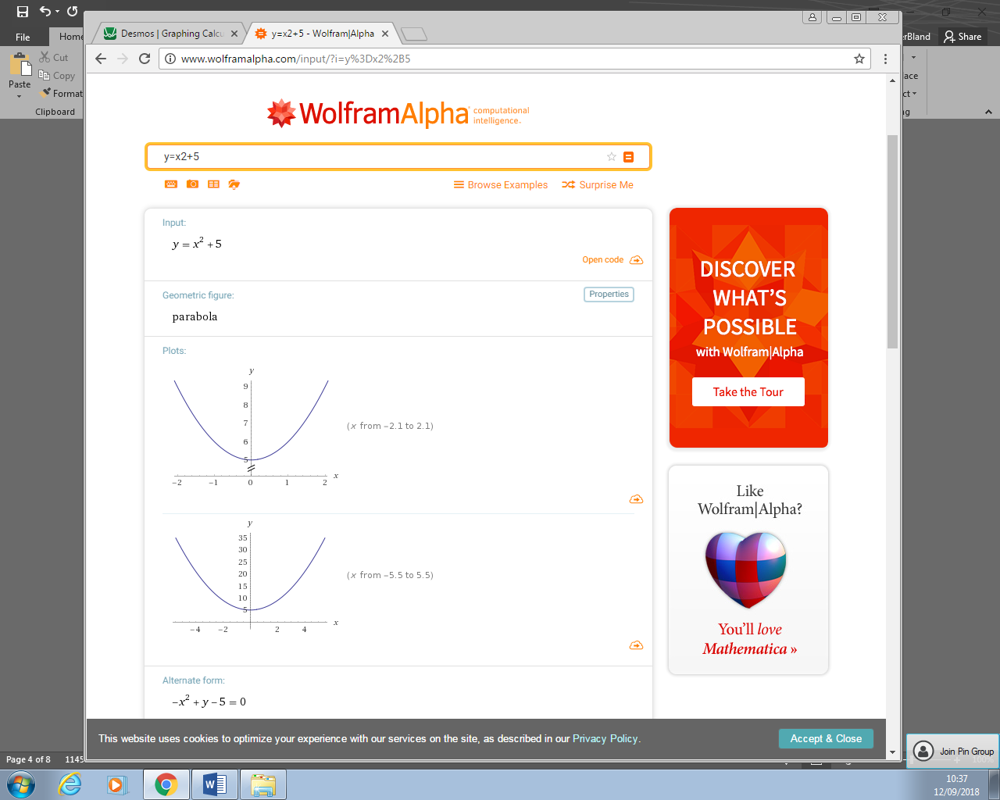 Desmos | Graphing Calcu
y=x2+5 - Wolfram|Alpha
File
Home
rBland
Share
www.wolframalpha.com/input/?i=y%3Dx2%2B5
Cut
Copy
Paste
Format
Clipboard
WolframAlpha computational intelligence.
y=x2+5
Browse Examples
Surprise Me
Input:
y = x² + 5
Open code
Geometric figure:
Properties
parabola
Plots:
y
9
8
7
6
5
(x from −2.1 to 2.1)
−2 −1 0 1 2 x
y
35
30
25
20
15
10
5
(x from −5.5 to 5.5)
−4 −2 2 4 x
Alternate form:
−x² + y − 5 = 0
DISCOVER
WHAT'S
POSSIBLE
with Wolfram|Alpha
Take the Tour
Like
Wolfram|Alpha?
You'll love
Mathematica »
This website uses cookies to optimize your experience with our services on the site, as described in our Privacy Policy.
Accept & Close
Page 4 of 8 1145
Join Pin Group
100%
10:37
12/09/2018